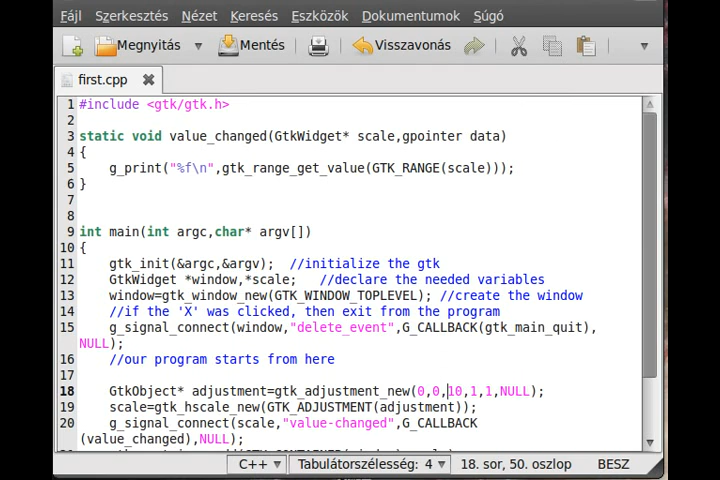 Fájl Szerkesztés Nézet Keresés Eszközök Dokumentumok Súgó
Megnyitás Mentés Visszavonás
first.cpp
1 #include <gtk/gtk.h>
2
3 static void value_changed(GtkWidget* scale,gpointer data)
4 {
5 g_print("%f\n",gtk_range_get_value(GTK_RANGE(scale)));
6 }
7
8
9 int main(int argc,char* argv[])
10 {
11 gtk_init(&argc,&argv); //initialize the gtk
12 GtkWidget *window,*scale; //declare the needed variables
13 window=gtk_window_new(GTK_WINDOW_TOPLEVEL); //create the window
14 //if the 'X' was clicked, then exit from the program
15 g_signal_connect(window,"delete_event",G_CALLBACK(gtk_main_quit),
NULL);
16 //our program starts from here
17
18 GtkObject* adjustment=gtk_adjustment_new(0,0,10,1,1,NULL);
19 scale=gtk_hscale_new(GTK_ADJUSTMENT(adjustment));
20 g_signal_connect(scale,"value-changed",G_CALLBACK
(value_changed),NULL);
C++ Tabulátorszélesség: 4 18. sor, 50. oszlop BESZ